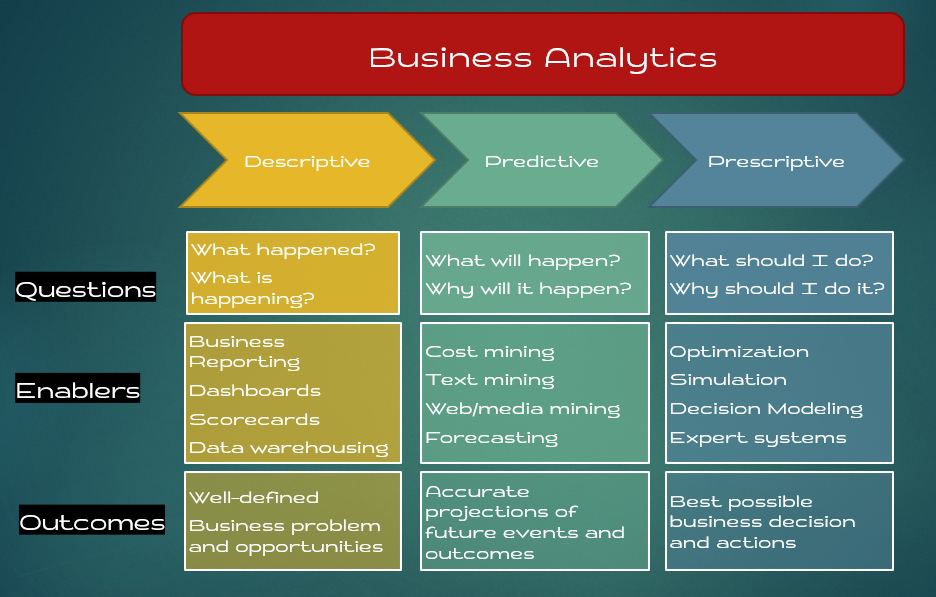 Business Analytics
Descriptive
Predictive
Prescriptive
Questions
What happened?
What is
happening?
What will happen?
Why will it happen?
What should I do?
Why should I do it?
Enablers
Business
Reporting
Dashboards
Scorecards
Data warehousing
Cost mining
Text mining
Web/media mining
Forecasting
Optimization
Simulation
Decision Modeling
Expert systems
Outcomes
Well-defined
Business problem
and opportunities
Accurate
projections of
future events and
outcomes
Best possible
business decision
and actions